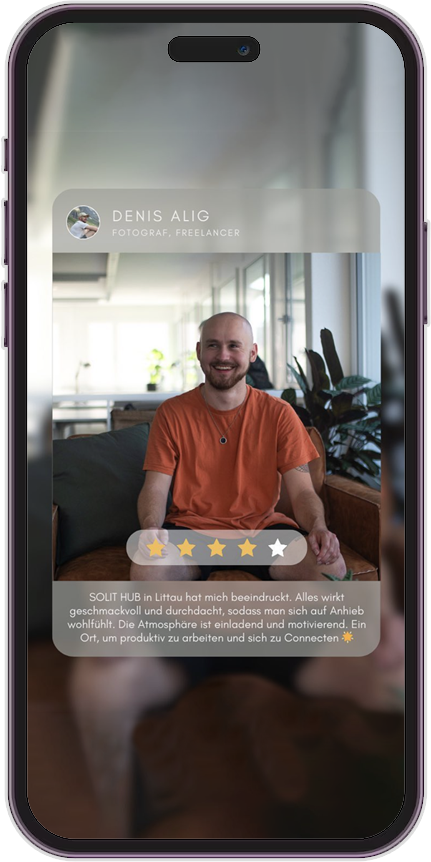 DENIS ALIG
FOTOGRAF, FREELANCER
SOLIT HUB in Littau hat mich beeindruckt. Alles wirkt
geschmackvoll und durchdacht, sodass man sich auf Anhieb
wohlfühlt. Die Atmosphäre ist einladend und motivierend. Ein
Ort, um produktiv zu arbeiten und sich zu Connecten ☀️